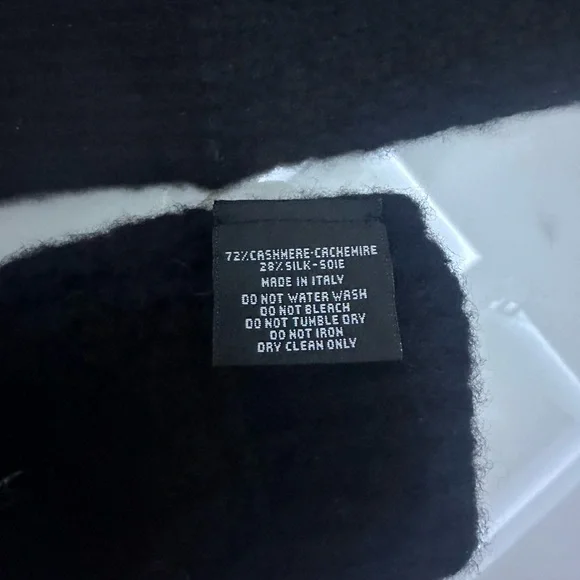 72%CASHMERE-CACHEMIRE
28%SILK-SOIE
MADE IN ITALY
DO NOT WATER WASH
DO NOT BLEACH
DO NOT TUMBLE DRY
DO NOT IRON
DRY CLEAN ONLY